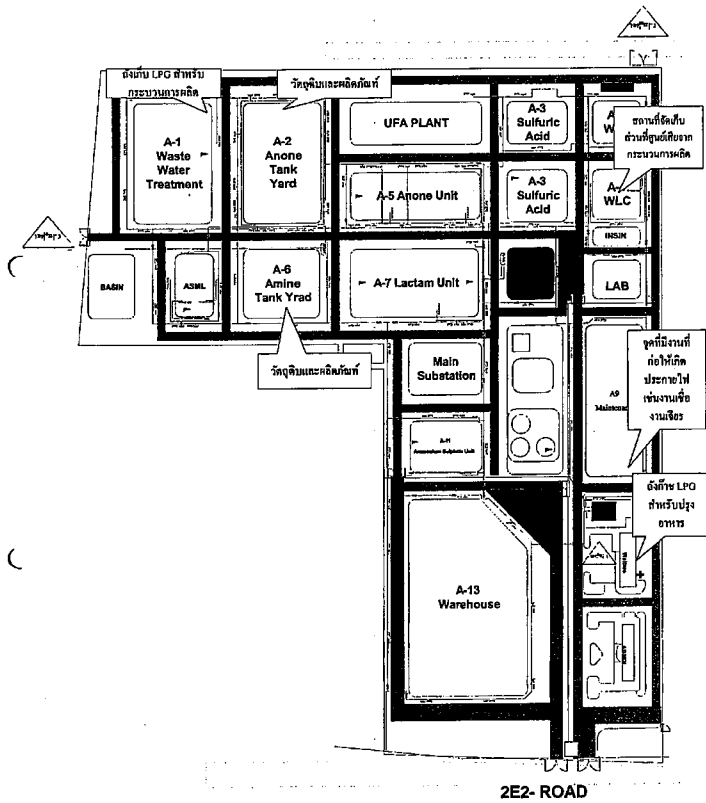 ถังเก็บ LPG สำหรับ
กระบวนการผลิต
วัตถุดิบและผลิตภัณฑ์
A-1
Waste
Water
Treatment
A-2
Anone
Tank
Yard
UFA PLANT
A-3
Sulfuric
Acid
สถานที่จัดเก็บ
ส่วนที่สูญเสียจาก
กระบวนการผลิต
A-5 Anone Unit
A-3
Sulfuric
Acid
WLC
INSIN
BASIN
ASML
A-6
Amine
Tank Yrad
A-7 Lactam Unit
LAB
วัตถุดิบและผลิตภัณฑ์
Main
Substation
จุดที่มีงานที่
ก่อให้เกิด
ประกายไฟ
เช่นงานเชื่อ
งานเจียร
A9
A-11
Ammonium Sulphate Unit
ถังก๊าซ LPG
สำหรับปรุง
อาหาร
A-13
Warehouse
2E2- ROAD